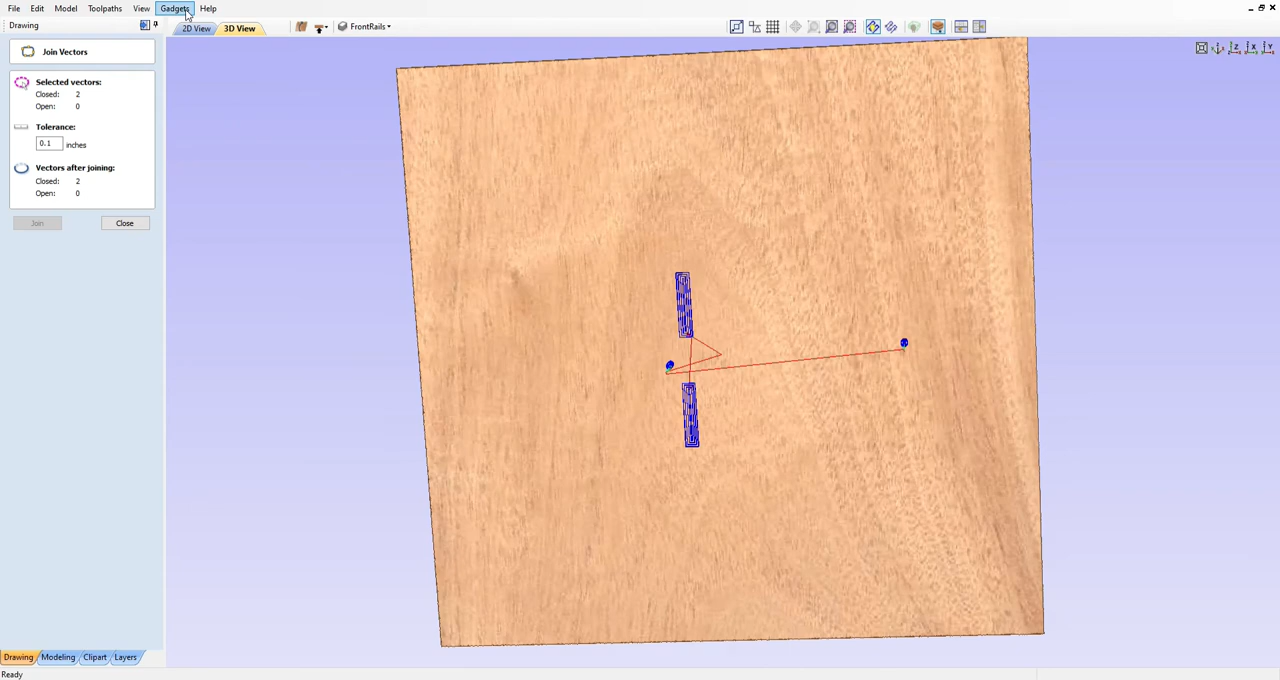 File Edit Model Toolpaths View Gadgets Help
Drawing
2D View 3D View FrontRails
Join Vectors
Selected vectors:
Closed: 2
Open: 0
Tolerance:
0.1 inches
Vectors after joining:
Closed: 2
Open: 0
Join Close
Drawing Modeling Clipart Layers
Ready